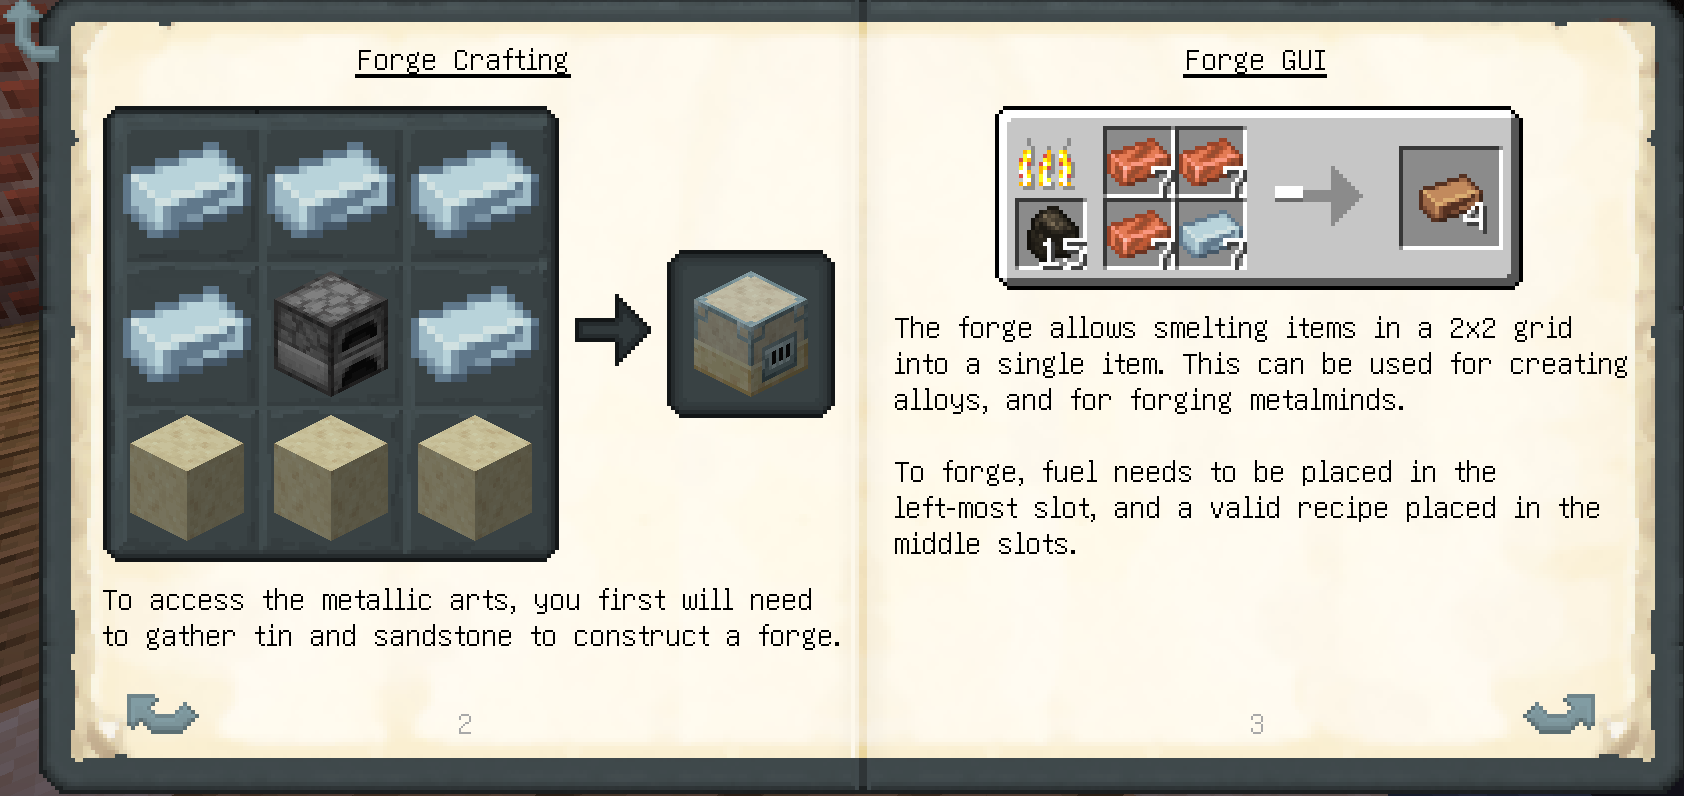 Forge Crafting
To access the metallic arts, you first will need
to gather tin and sandstone to construct a forge.
2
Forge GUI
7
7
15
7
7
4
The forge allows smelting items in a 2x2 grid
into a single item. This can be used for creating
alloys, and for forging metalminds.
To forge, fuel needs to be placed in the
left-most slot, and a valid recipe placed in the
middle slots.
3